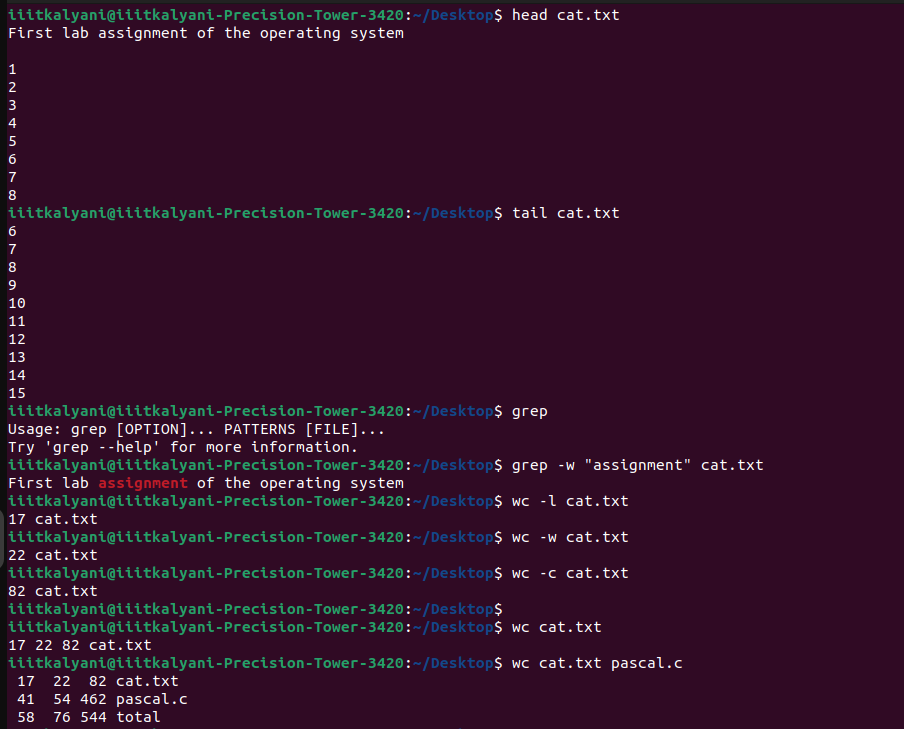 iiitkalyani@iiitkalyani-Precision-Tower-3420:~/Desktop$ head cat.txt
First lab assignment of the operating system
1
2
3
4
5
6
7
8
iiitkalyani@iiitkalyani-Precision-Tower-3420:~/Desktop$ tail cat.txt
6
7
8
9
10
11
12
13
14
15
iiitkalyani@iiitkalyani-Precision-Tower-3420:~/Desktop$ grep
Usage: grep [OPTION]... PATTERNS [FILE]...
Try 'grep --help' for more information.
iiitkalyani@iiitkalyani-Precision-Tower-3420:~/Desktop$ grep -w "assignment" cat.txt
First lab assignment of the operating system
iiitkalyani@iiitkalyani-Precision-Tower-3420:~/Desktop$ wc -l cat.txt
17 cat.txt
iiitkalyani@iiitkalyani-Precision-Tower-3420:~/Desktop$ wc -w cat.txt
22 cat.txt
iiitkalyani@iiitkalyani-Precision-Tower-3420:~/Desktop$ wc -c cat.txt
82 cat.txt
iiitkalyani@iiitkalyani-Precision-Tower-3420:~/Desktop$
iiitkalyani@iiitkalyani-Precision-Tower-3420:~/Desktop$ wc cat.txt
17 22 82 cat.txt
iiitkalyani@iiitkalyani-Precision-Tower-3420:~/Desktop$ wc cat.txt pascal.c
 17  22  82 cat.txt
 41  54 462 pascal.c
 58  76 544 total